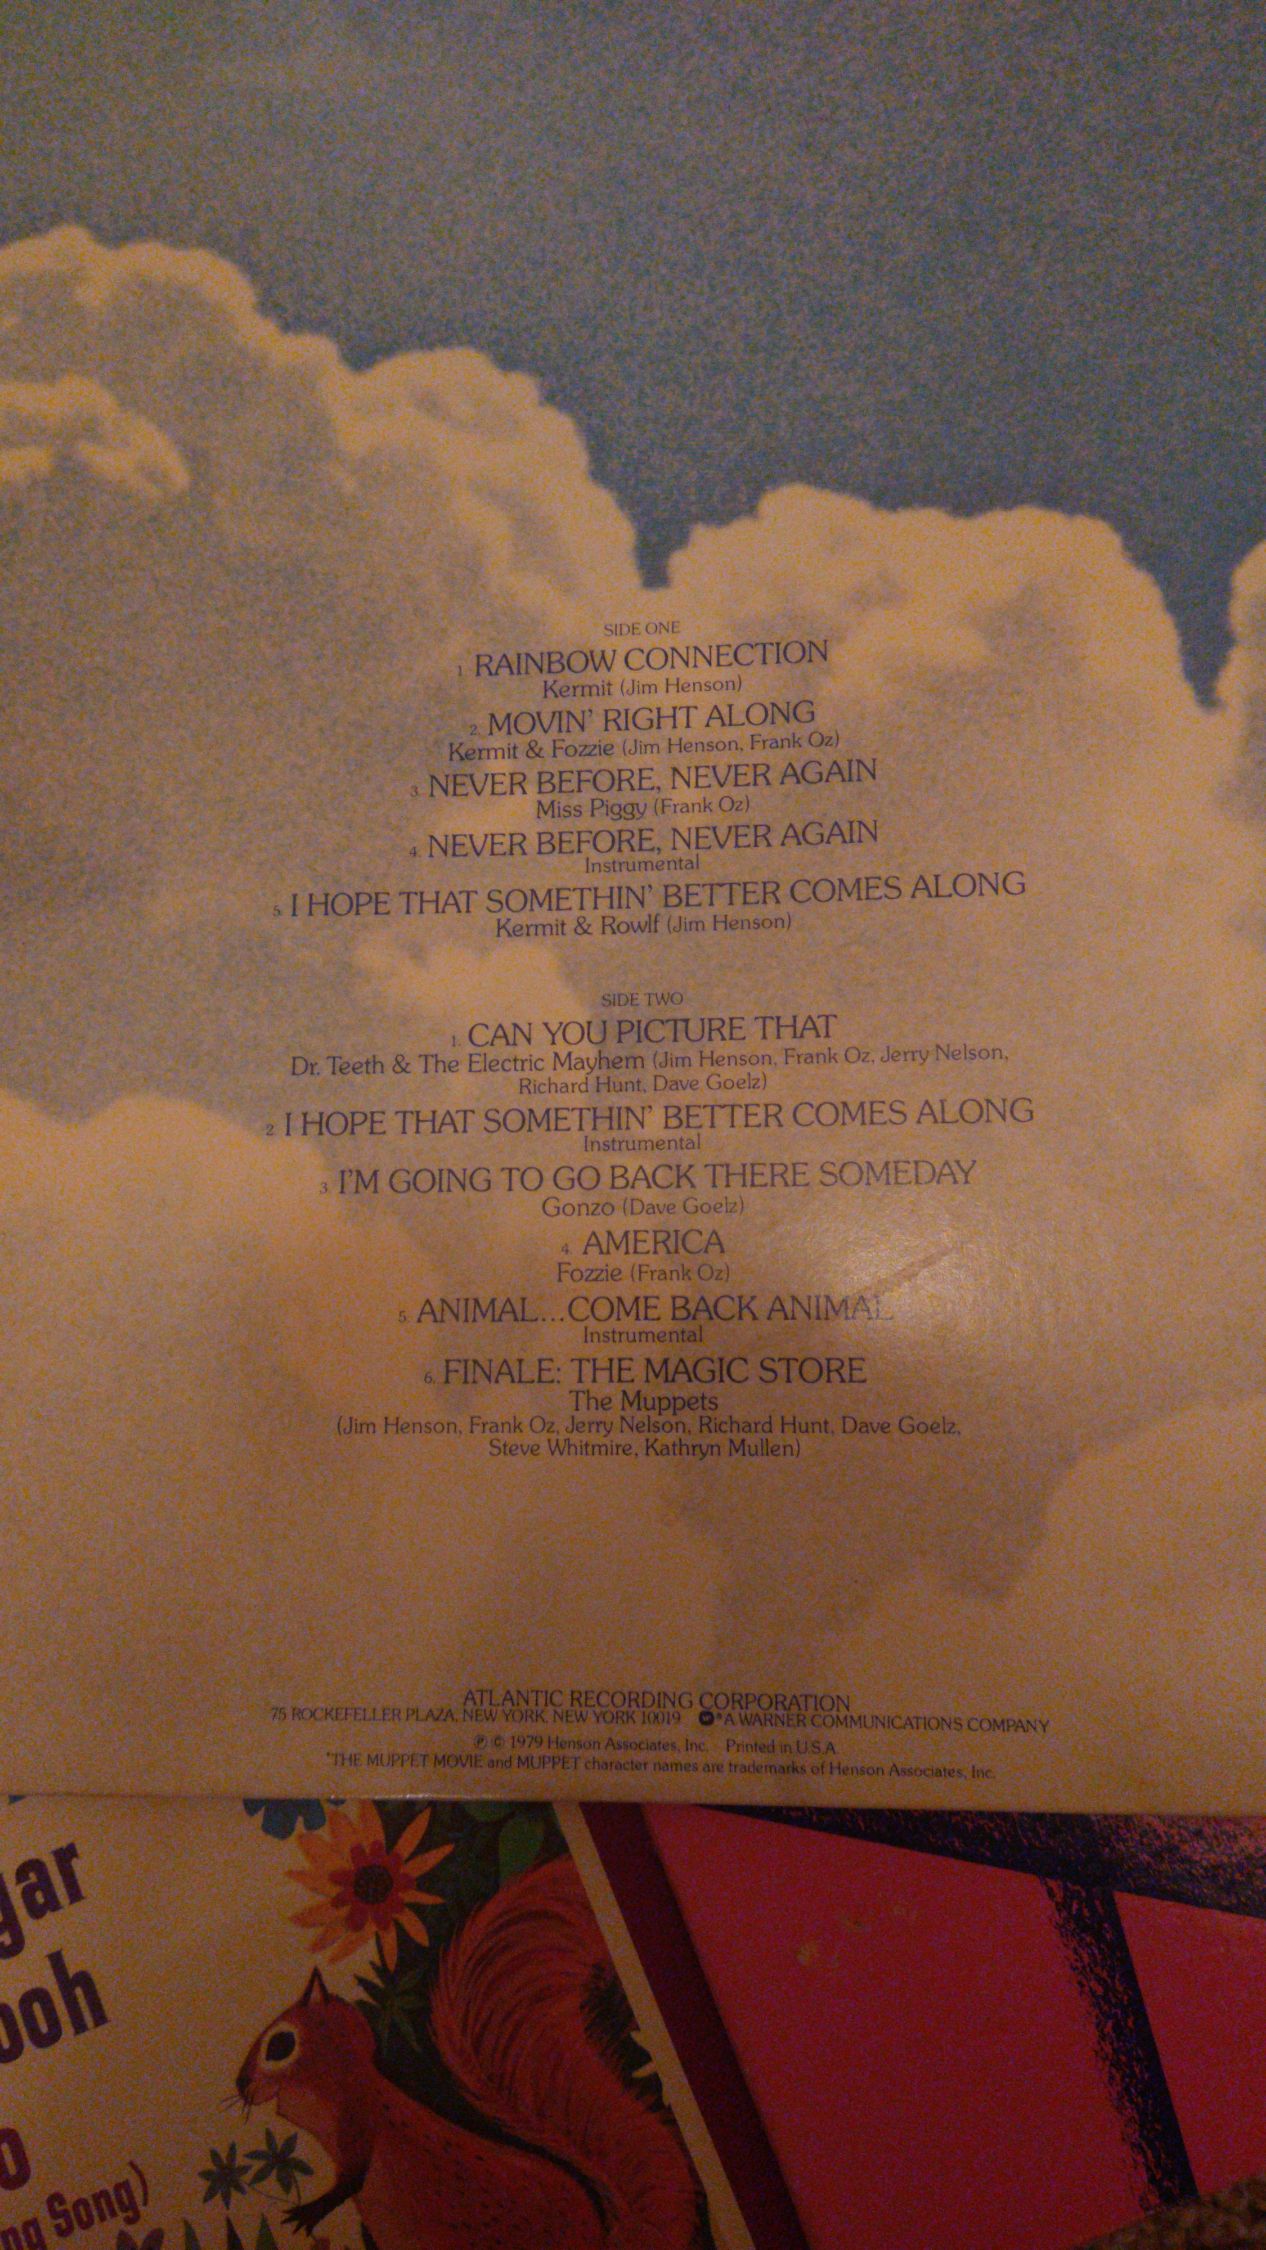 SIDE ONE
1. RAINBOW CONNECTION
Kermit (Jim Henson)
2. MOVIN' RIGHT ALONG
Kermit & Fozzie (Jim Henson, Frank Oz)
3. NEVER BEFORE, NEVER AGAIN
Miss Piggy (Frank Oz)
4. NEVER BEFORE, NEVER AGAIN
Instrumental
5. I HOPE THAT SOMETHIN' BETTER COMES ALONG
Kermit & Rowlf (Jim Henson)
SIDE TWO
1. CAN YOU PICTURE THAT
Dr. Teeth & The Electric Mayhem (Jim Henson, Frank Oz, Jerry Nelson,
Richard Hunt, Dave Goelz)
2. I HOPE THAT SOMETHIN' BETTER COMES ALONG
Instrumental
3. I'M GOING TO GO BACK THERE SOMEDAY
Gonzo (Dave Goelz)
4. AMERICA
Fozzie (Frank Oz)
5. ANIMAL...COME BACK ANIMAL
Instrumental
6. FINALE: THE MAGIC STORE
The Muppets
(Jim Henson, Frank Oz, Jerry Nelson, Richard Hunt, Dave Goelz,
Steve Whitmire, Kathryn Mullen)
ATLANTIC RECORDING CORPORATION
75 ROCKEFELLER PLAZA, NEW YORK, NEW YORK 10019 ® A WARNER COMMUNICATIONS COMPANY
℗ © 1979 Henson Associates, Inc. Printed in U.S.A.
*THE MUPPET MOVIE and MUPPET character names are trademarks of Henson Associates, Inc.
gar
ooh
o
ng Song)